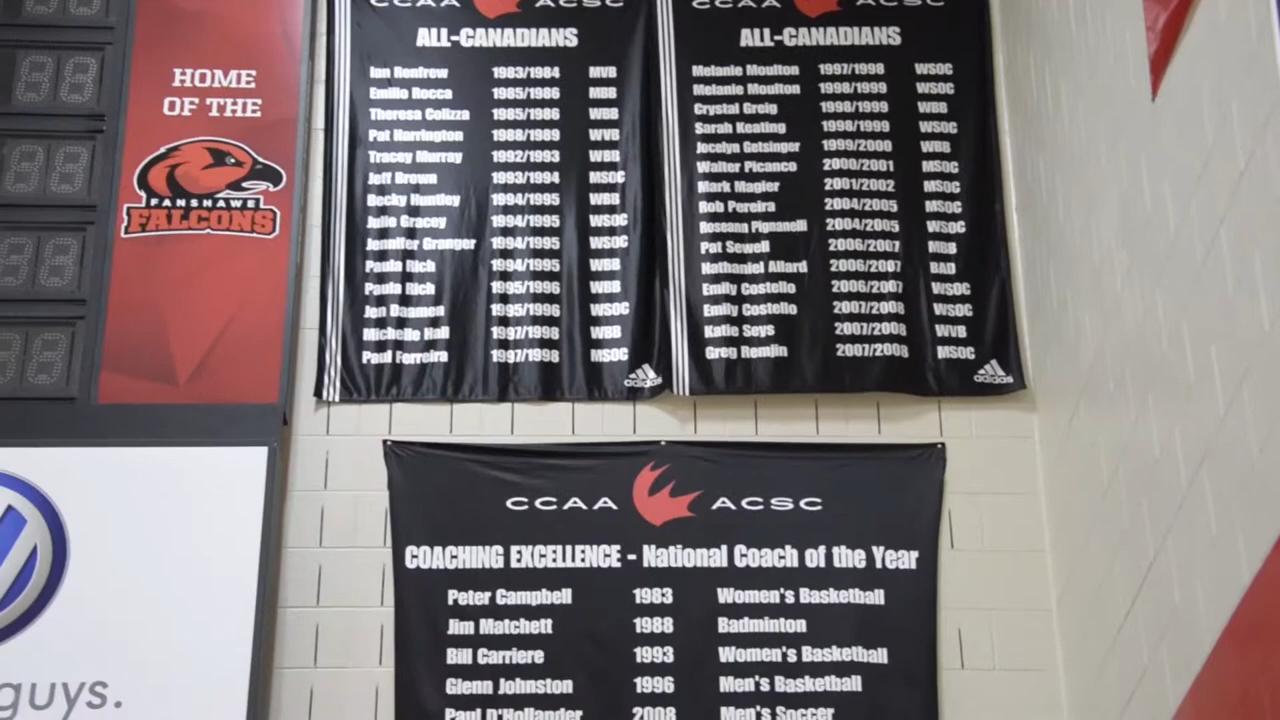 HOME
OF THE
FANSHAWE
FALCONS
guys.
CCAA ACSC
ALL-CANADIANS
Ian Renfrew 1983/1984 MVB
Emilio Rocca 1985/1986 MBB
Theresa Colizza 1985/1986 WBB
Pat Harrington 1988/1989 WVB
Tracey Murray 1992/1993 WBB
Jeff Brown 1993/1994 MSOC
Becky Huntley 1994/1995 WBB
Julie Gracey 1994/1995 WSOC
Jennifer Granger 1994/1995 WSOC
Paula Rich 1994/1995 WBB
Paula Rich 1995/1996 WBB
Jen Daamen 1995/1996 WSOC
Michelle Hall 1997/1998 WBB
Paul Ferreira 1997/1998 MSOC
adidas
CCAA ACSC
ALL-CANADIANS
Melanie Moulton 1997/1998 WSOC
Melanie Moulton 1998/1999 WSOC
Crystal Greig 1998/1999 WBB
Sarah Keating 1998/1999 WSOC
Jocelyn Getsinger 1999/2000 WBB
Walter Picanco 2000/2001 MSOC
Mark Magier 2001/2002 MSOC
Rob Pereira 2004/2005 MSOC
Roseann Pignanelli 2004/2005 WSOC
Pat Sewell 2006/2007 MBB
Nathaniel Allard 2006/2007 BAD
Emily Costello 2006/2007 WSOC
Emily Costello 2007/2008 WSOC
Katie Seys 2007/2008 WVB
Greg Remjin 2007/2008 MSOC
adidas
CCAA ACSC
COACHING EXCELLENCE - National Coach of the Year
Peter Campbell 1983 Women's Basketball
Jim Matchett 1988 Badminton
Bill Carriere 1993 Women's Basketball
Glenn Johnston 1996 Men's Basketball
Paul D'Hollander 2008 Men's Soccer